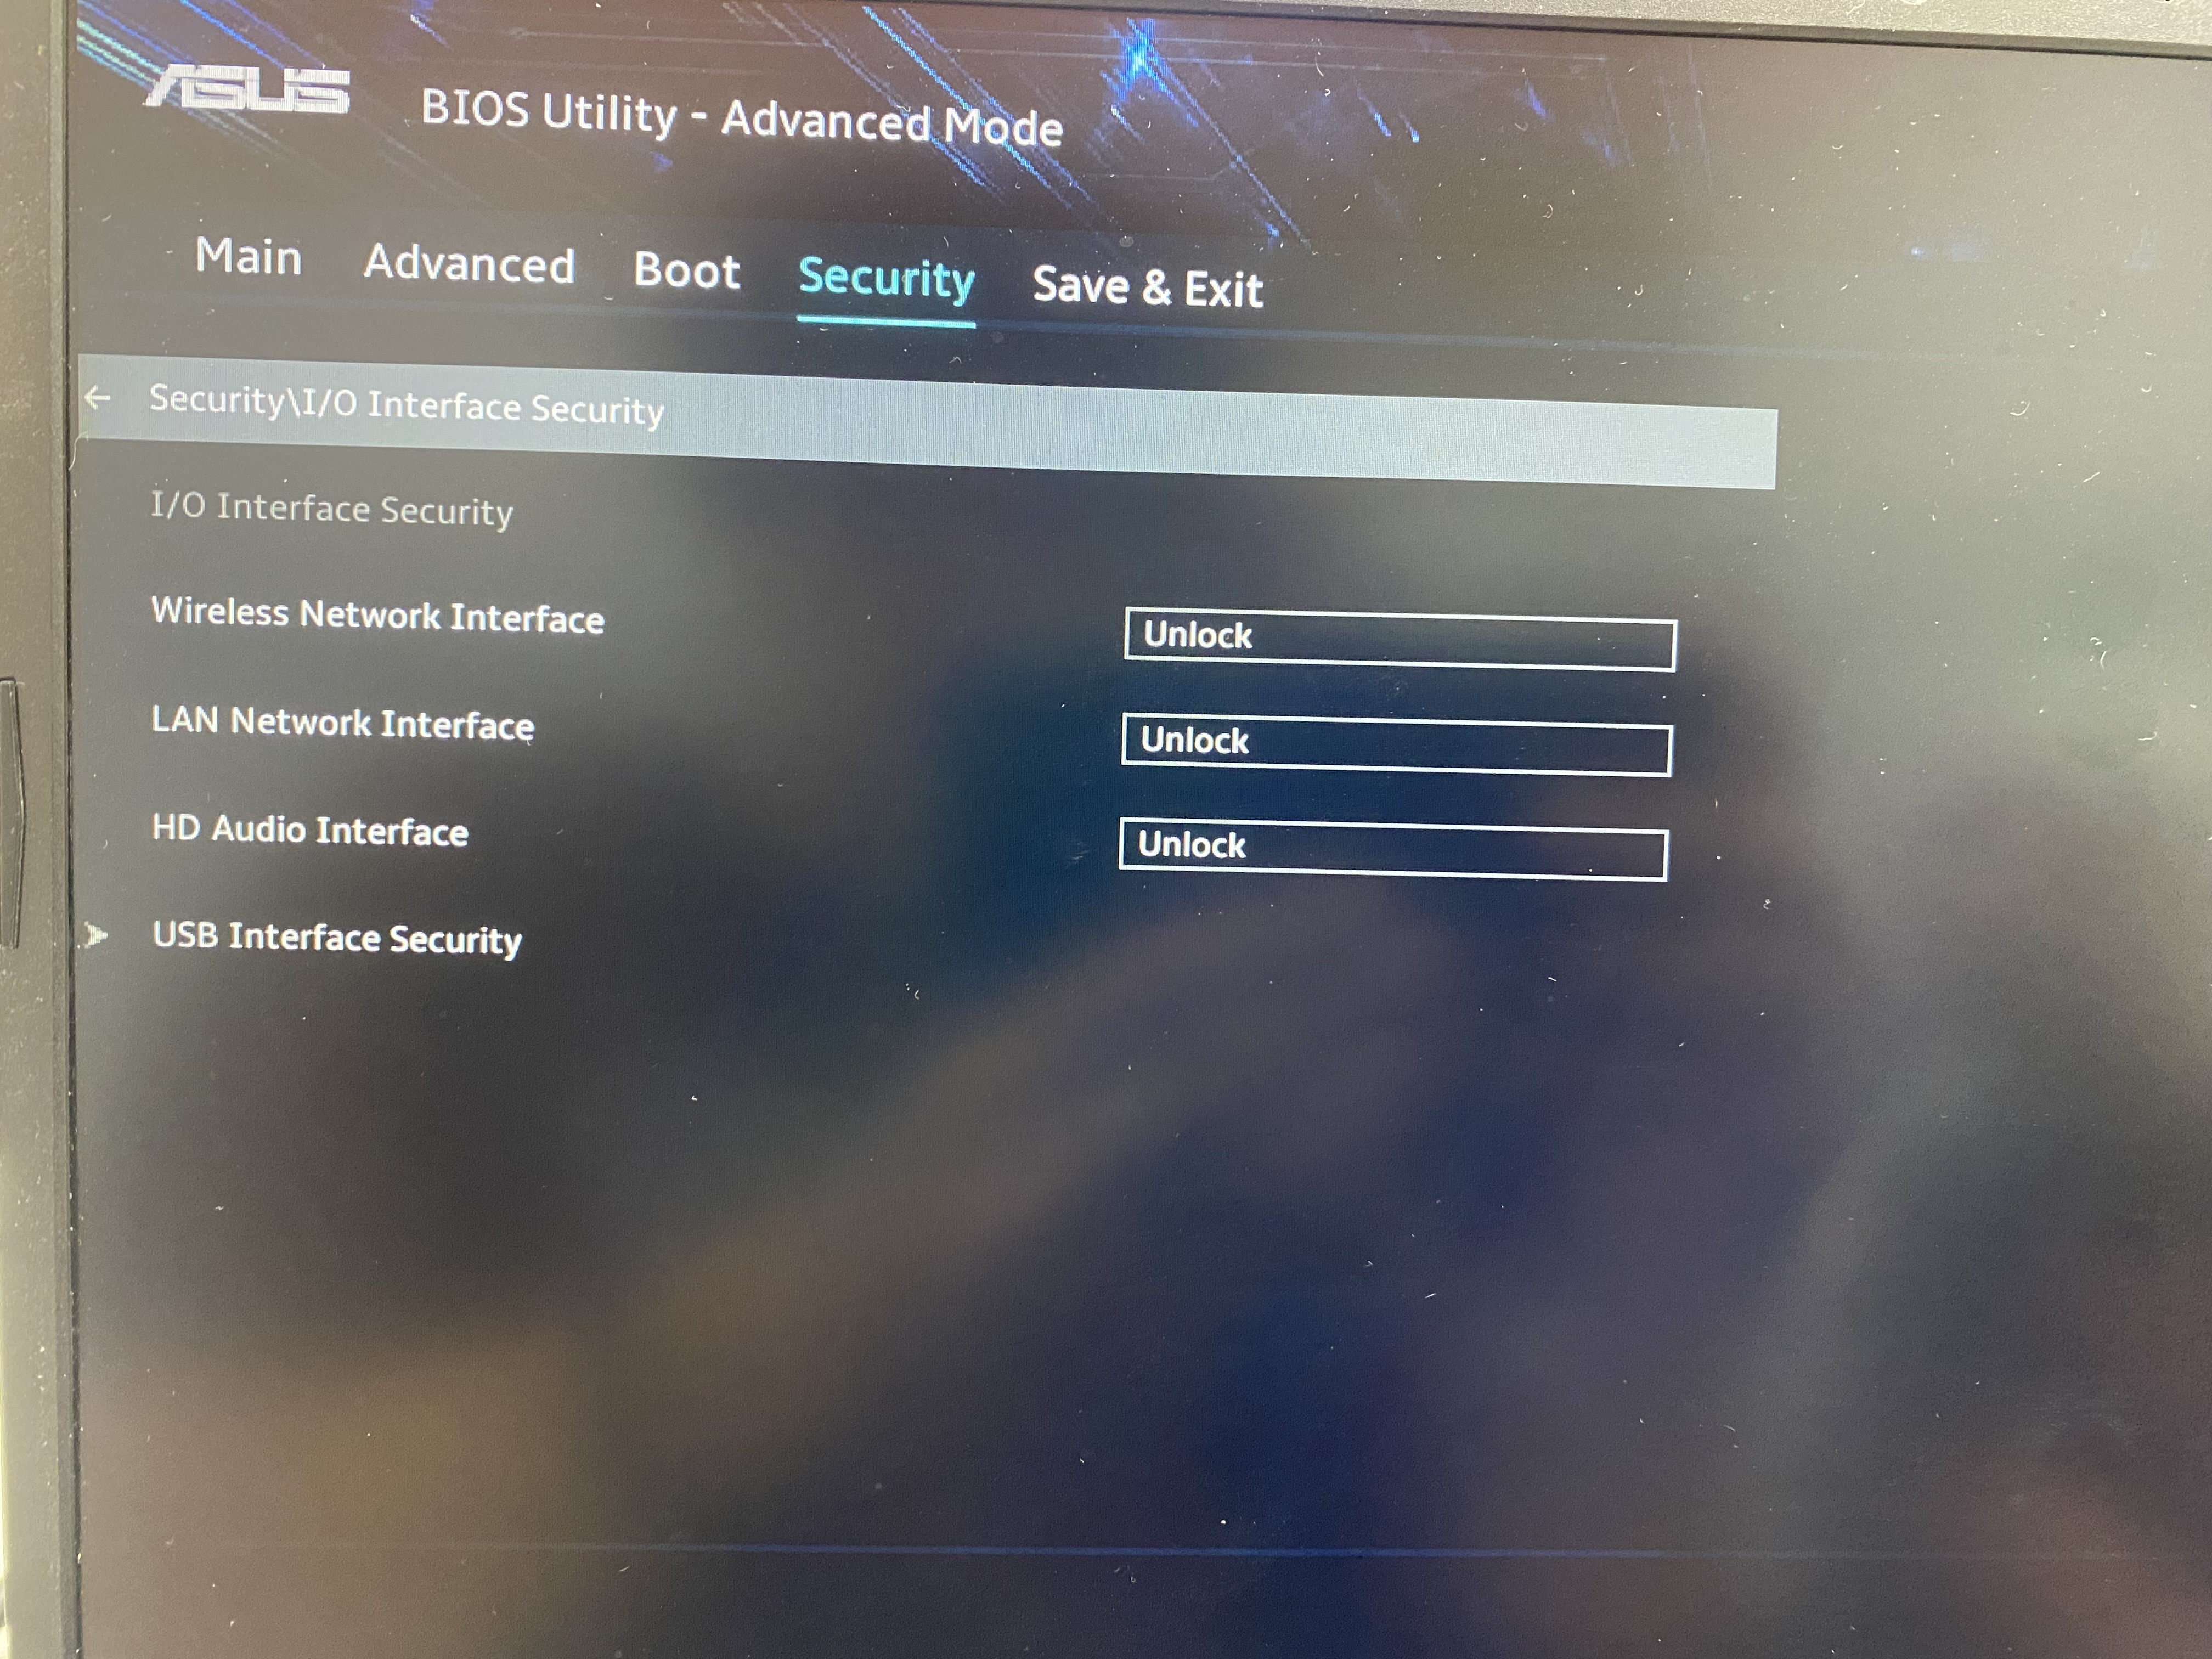 ASUS
BIOS Utility - Advanced Mode
Main Advanced Boot Security Save & Exit
← Security\I/O Interface Security
I/O Interface Security
Wireless Network Interface Unlock
LAN Network Interface Unlock
HD Audio Interface Unlock
USB Interface Security